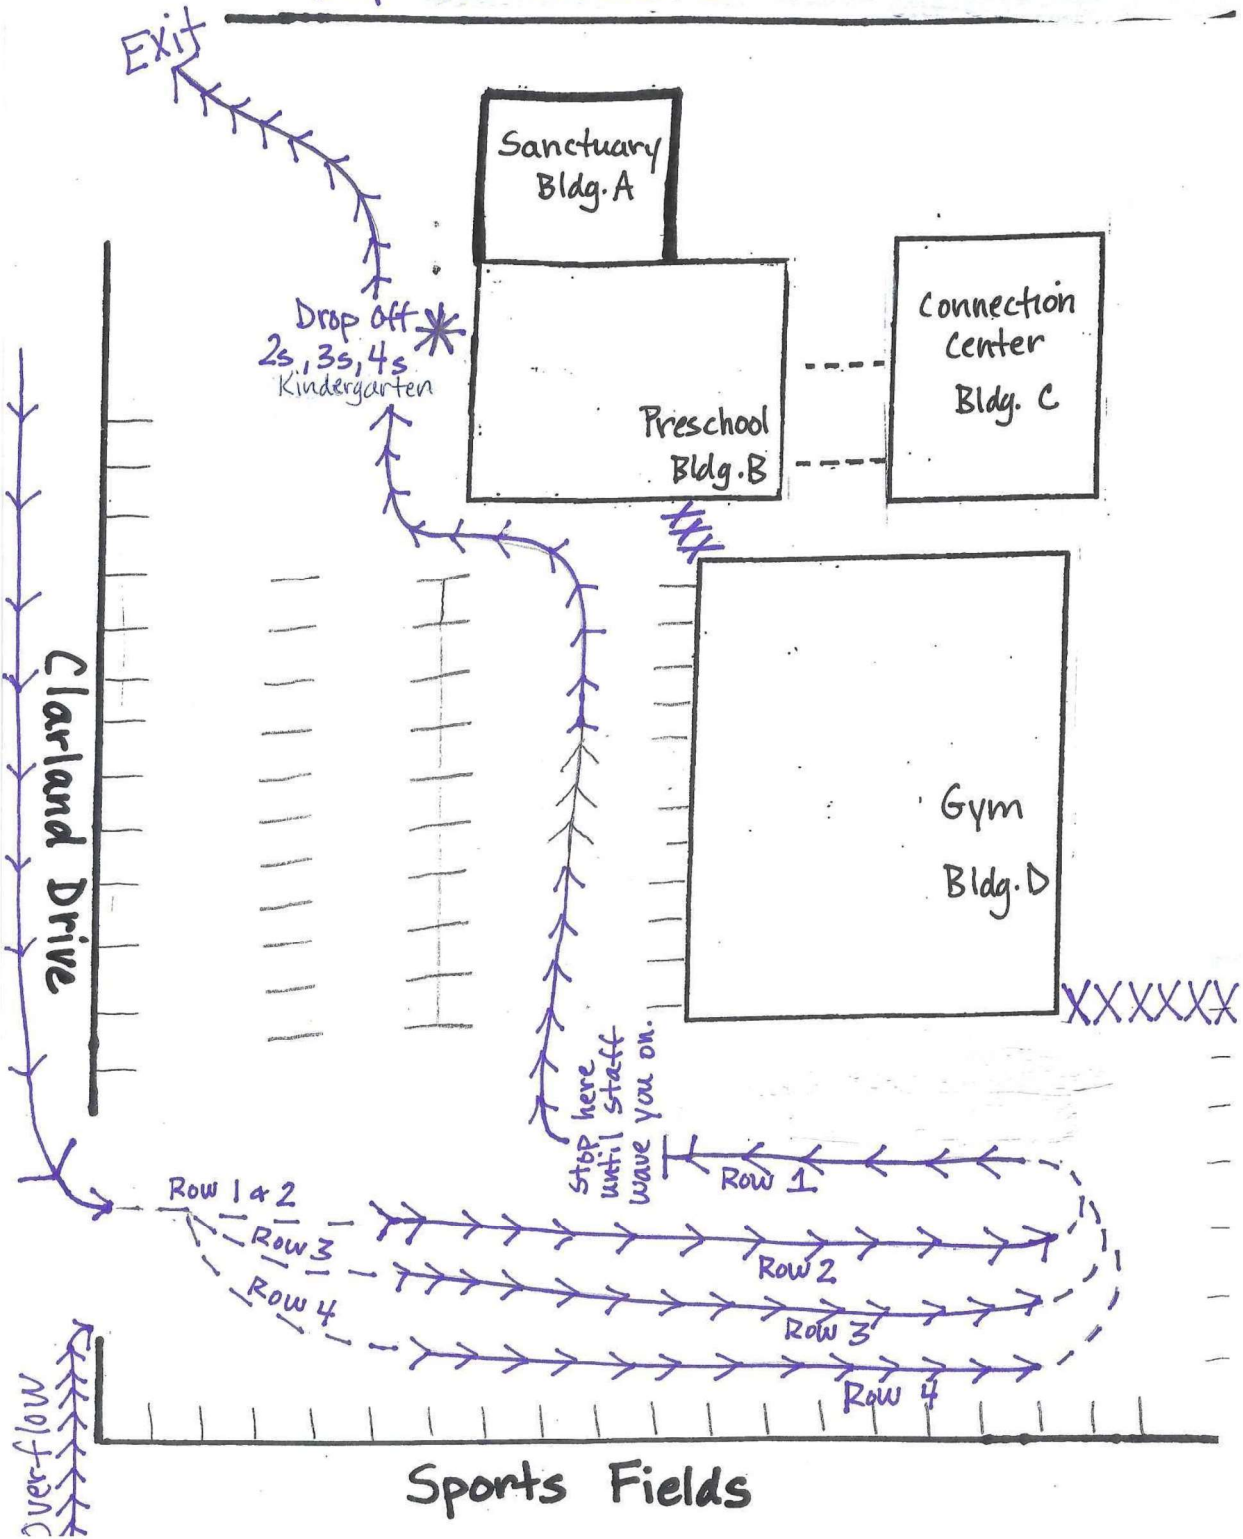 Exit
Sanctuary
Bldg. A
Connection
Center
Bldg. C
Drop Off
2s, 3s, 4s
Kindergarten
Preschool
Bldg. B
XXX
Clarland Drive
Gym
Bldg. D
XXXXXX
Stop here
until staff
wave you on.
Row 1
Row 1 & 2
Row 3
Row 4
Row 2
Row 3
Row 4
Overflow
Sports Fields